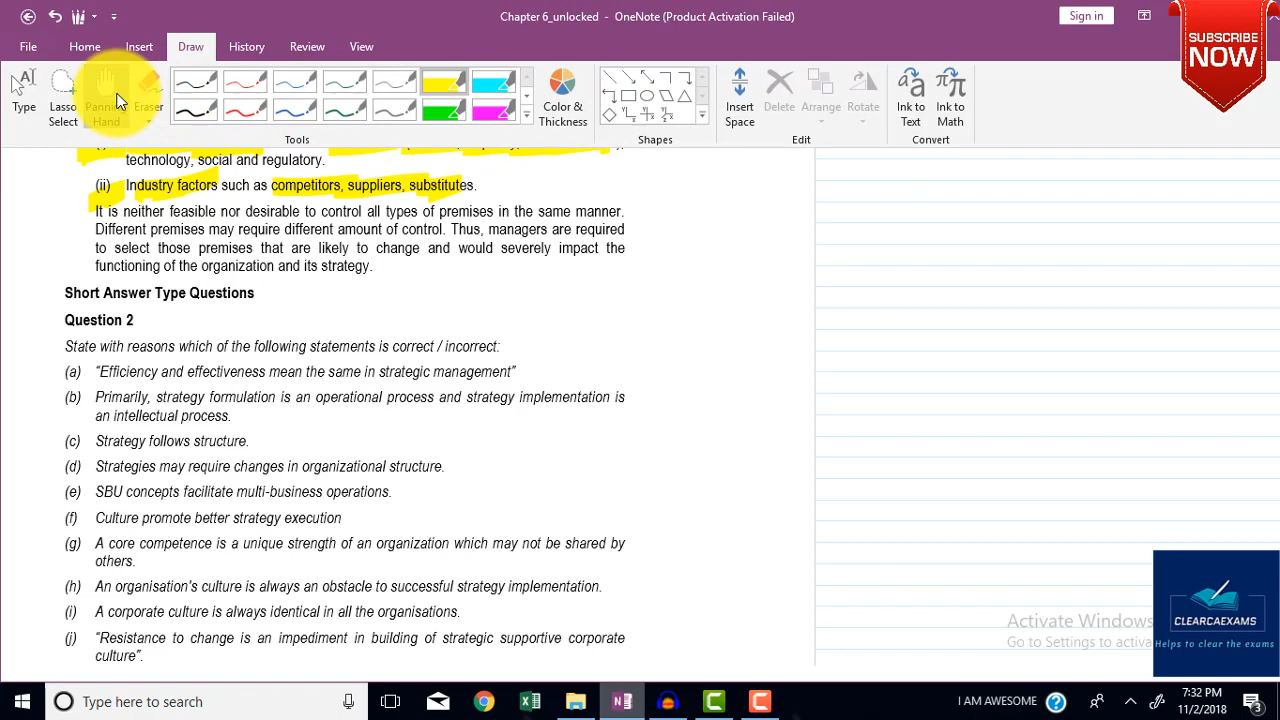 Chapter 6_unlocked - OneNote (Product Activation Failed)
Sign in
SUBSCRIBE
NOW
File Home Insert Draw History Review View
Type
Lasso
Select
Hand
Eraser
Color &
Thickness
Insert
Space
Delete
Arrange
Rotate
Ink to
Text
Ink to
Math
Tools
Shapes
Edit
Convert
technology, social and regulatory.
(ii) Industry factors such as competitors, suppliers, substitutes.
It is neither feasible nor desirable to control all types of premises in the same manner.
Different premises may require different amount of control. Thus, managers are required
to select those premises that are likely to change and would severely impact the
functioning of the organization and its strategy.
Short Answer Type Questions
Question 2
State with reasons which of the following statements is correct / incorrect:
(a) “Efficiency and effectiveness mean the same in strategic management”
(b) Primarily, strategy formulation is an operational process and strategy implementation is
an intellectual process.
(c) Strategy follows structure.
(d) Strategies may require changes in organizational structure.
(e) SBU concepts facilitate multi-business operations.
(f) Culture promote better strategy execution
(g) A core competence is a unique strength of an organization which may not be shared by
others.
(h) An organisation's culture is always an obstacle to successful strategy implementation.
(i) A corporate culture is always identical in all the organisations.
(j) “Resistance to change is an impediment in building of strategic supportive corporate
culture”.
Activate Windows
Go to Settings to activa
CLEARCAEXAMS
Helps to clear the exams
Type here to search
I AM AWESOME
7:32 PM
11/2/2018
3